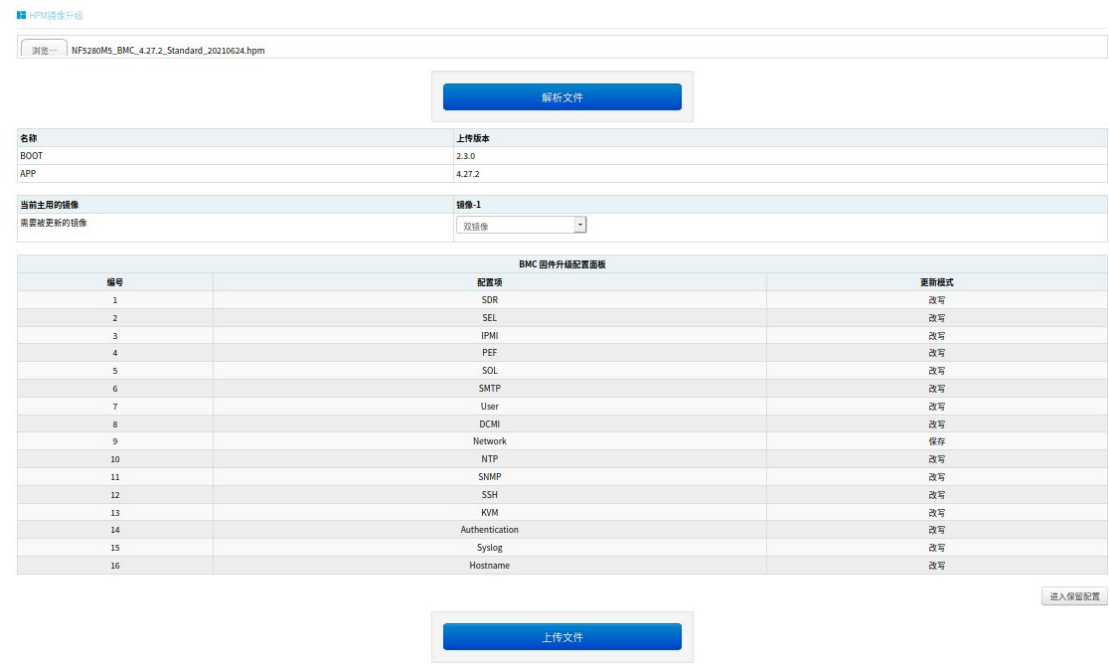 HPM镜像升级
浏览… NF5280M5_BMC_4.27.2_Standard_20210624.hpm
解析文件
名称 上传版本
BOOT 2.3.0
APP 4.27.2
当前主用的镜像 镜像-1
需要被更新的镜像 双镜像
BMC 固件升级配置面板
编号 配置项 更新模式
1 SDR 改写
2 SEL 改写
3 IPMI 改写
4 PEF 改写
5 SOL 改写
6 SMTP 改写
7 User 改写
8 DCMI 改写
9 Network 保存
10 NTP 改写
11 SNMP 改写
12 SSH 改写
13 KVM 改写
14 Authentication 改写
15 Syslog 改写
16 Hostname 改写
进入保留配置
上传文件